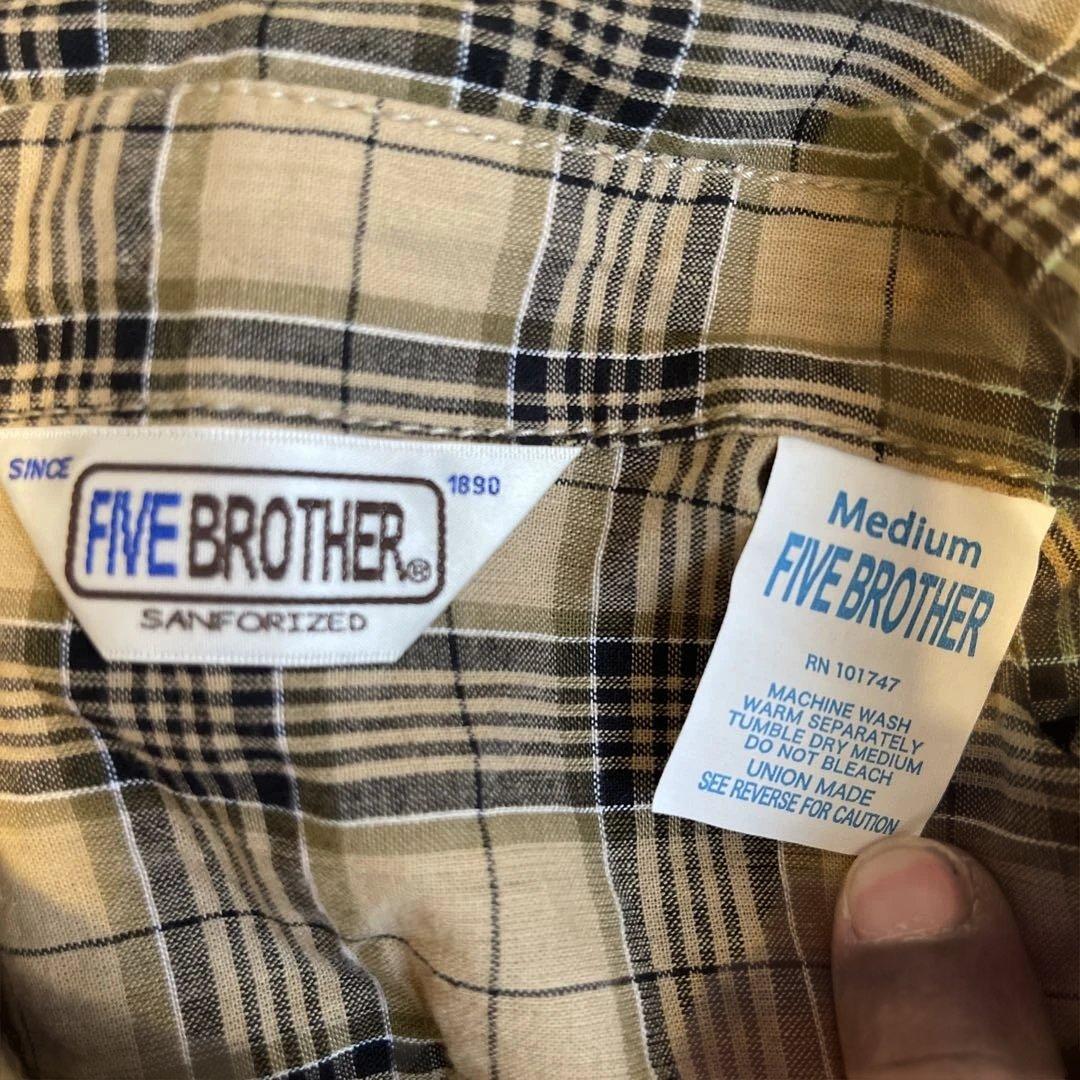 SINCE 1890
FIVE BROTHER®
SANFORIZED
Medium
FIVE BROTHER
RN 101747
MACHINE WASH
WARM SEPARATELY
TUMBLE DRY MEDIUM
DO NOT BLEACH
UNION MADE
SEE REVERSE FOR CAUTION